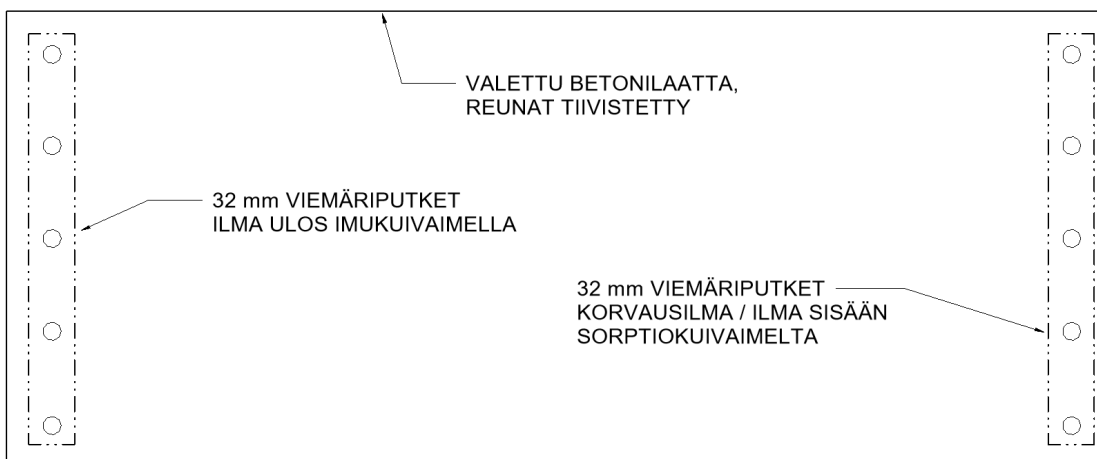 VALETTU BETONILAATTA,
REUNAT TIIVISTETTY
32 mm VIEMÄRIPUTKET
ILMA ULOS IMUKUIVAIMELLA
32 mm VIEMÄRIPUTKET
KORVAUSILMA / ILMA SISÄÄN
SORPTIOKUIVAIMELTA